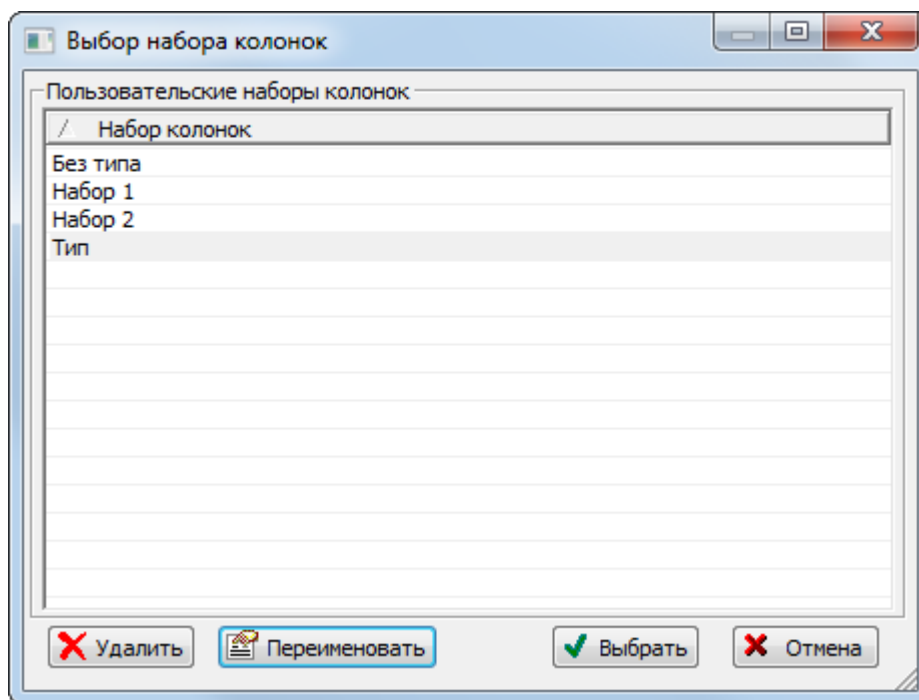 Выбор набора колонок
Пользовательские наборы колонок
Набор колонок
Без типа
Набор 1
Набор 2
Тип
Удалить
Переименовать
Выбрать
Отмена